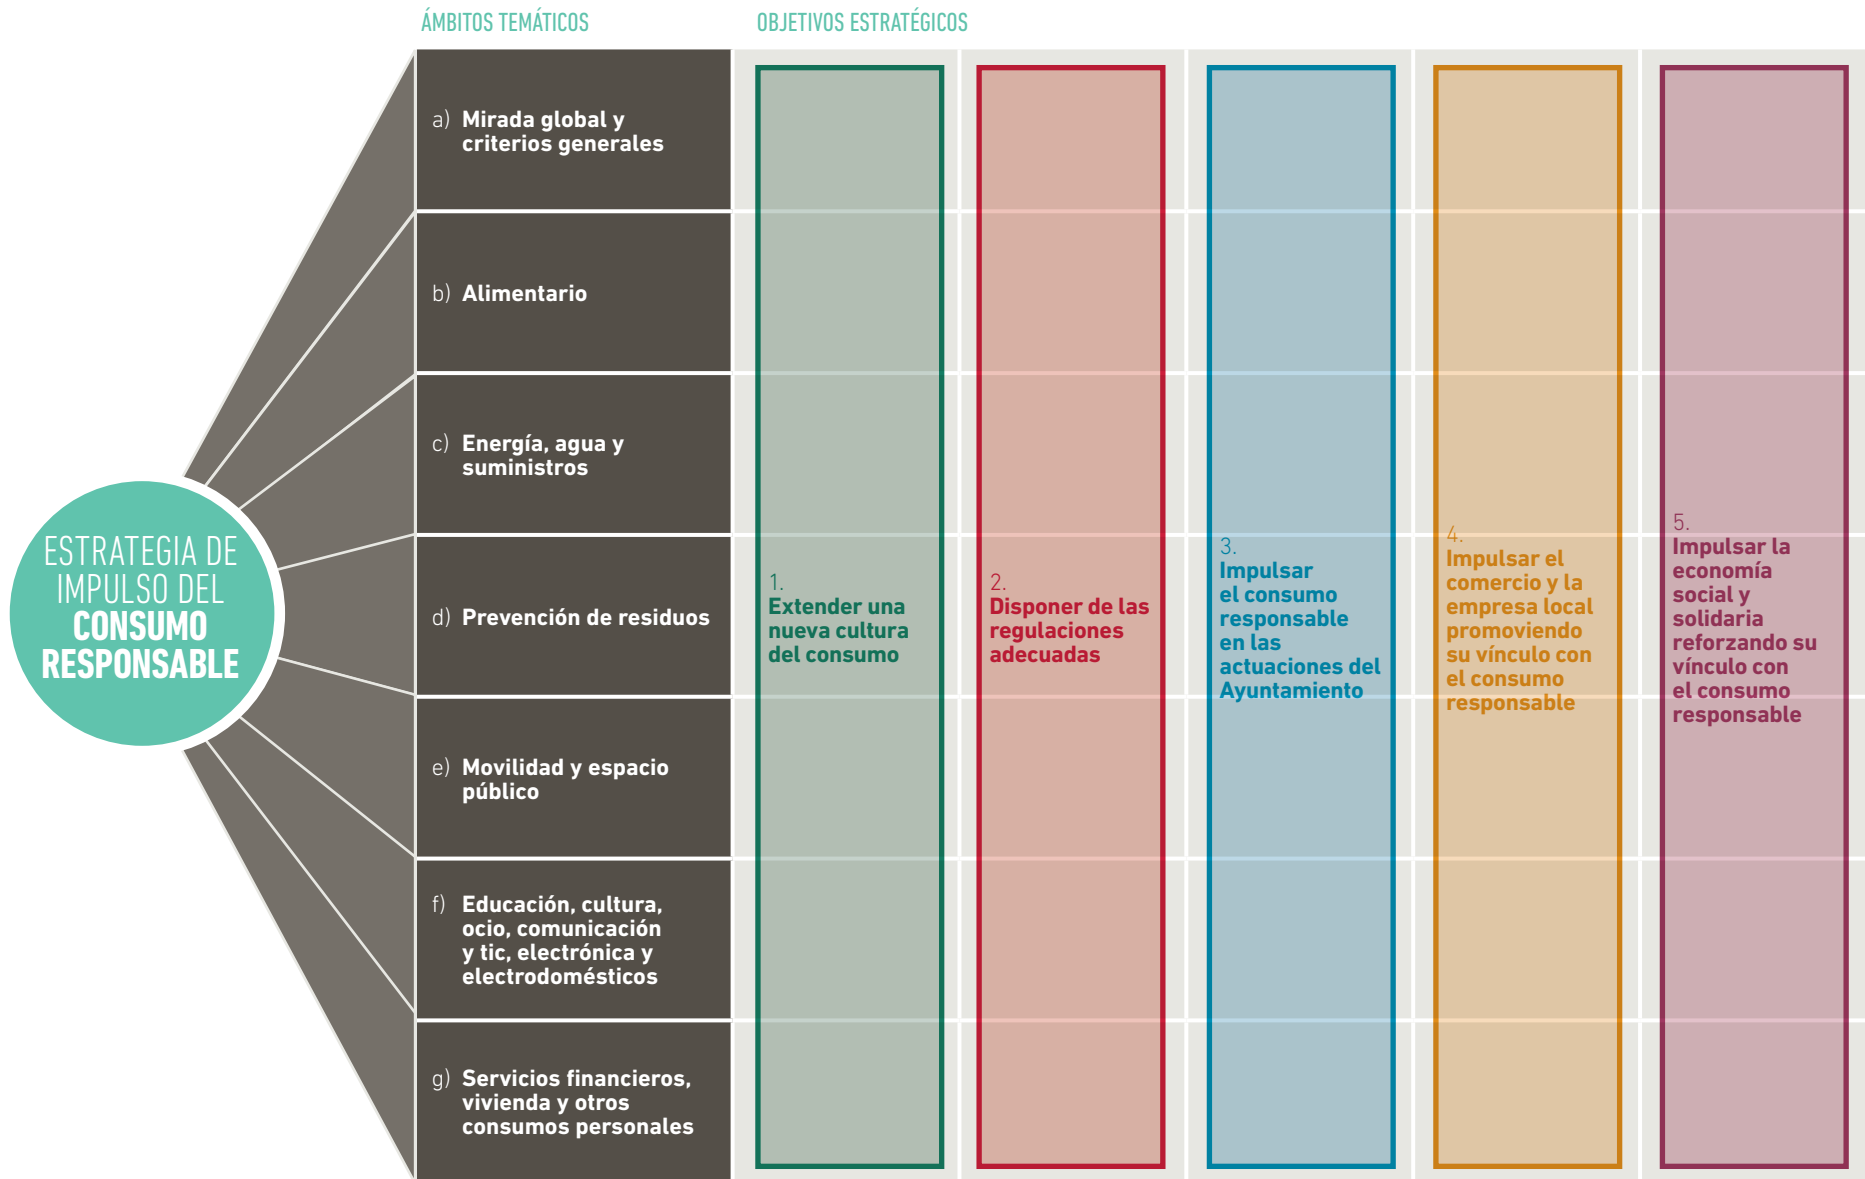 ÁMBITOS TEMÁTICOS
OBJETIVOS ESTRATÉGICOS
ESTRATEGIA DE
IMPULSO DEL
CONSUMO
RESPONSABLE
a) Mirada global y
criterios generales
b) Alimentario
c) Energía, agua y
suministros
d) Prevención de residuos
e) Movilidad y espacio
público
f) Educación, cultura,
ocio, comunicación
y tic, electrónica y
electrodomésticos
g) Servicios financieros,
vivienda y otros
consumos personales
1.
Extender una
nueva cultura
del consumo
2.
Disponer de las
regulaciones
adecuadas
3.
Impulsar
el consumo
responsable
en las
actuaciones del
Ayuntamiento
4.
Impulsar el
comercio y la
empresa local
promoviendo
su vínculo con
el consumo
responsable
5.
Impulsar la
economía
social y
solidaria
reforzando su
vínculo con
el consumo
responsable